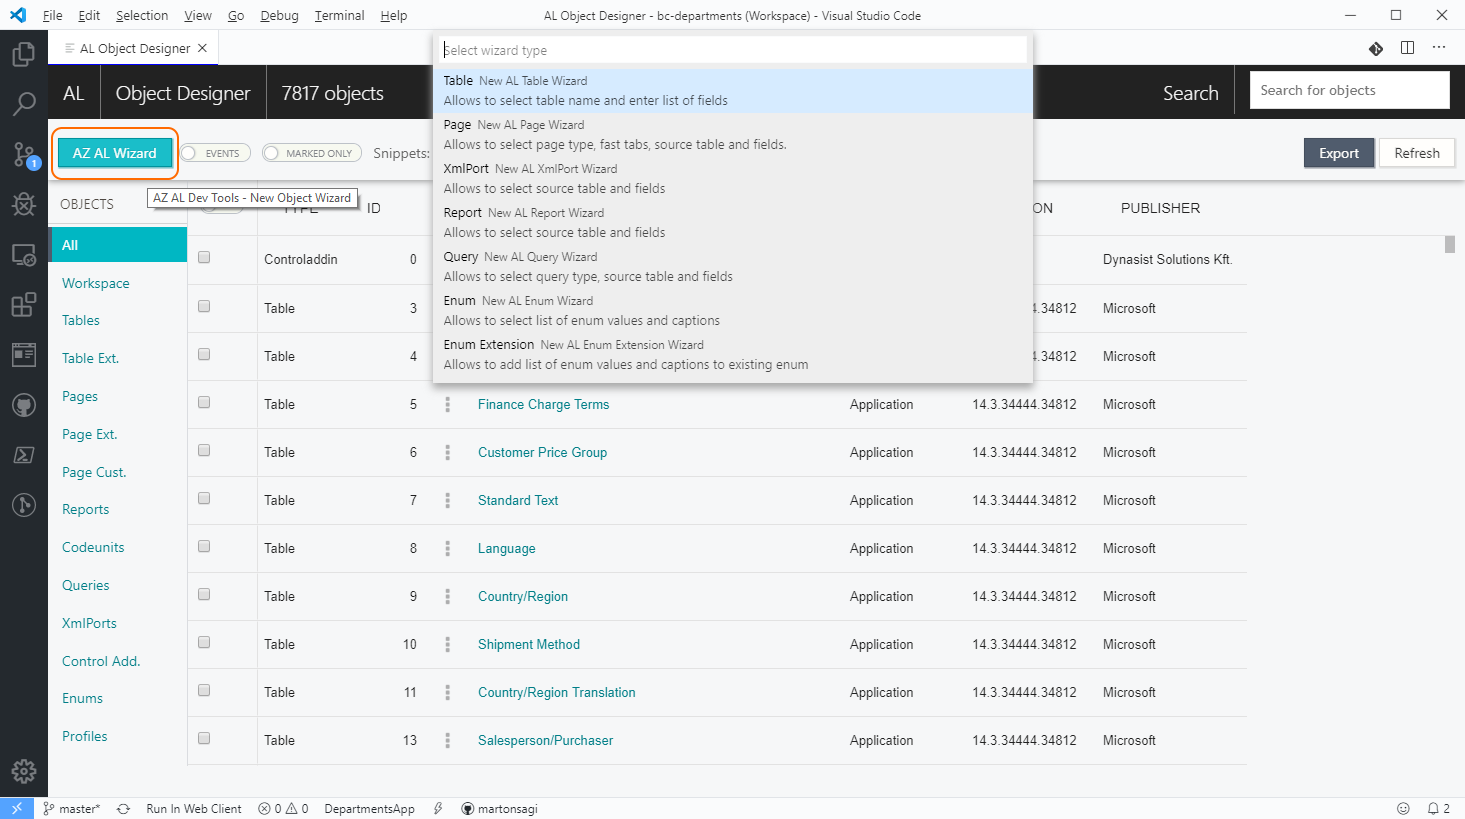 File Edit Selection View Go Debug Terminal Help
AL Object Designer - bc-departments (Workspace) - Visual Studio Code
AL Object Designer
Select wizard type
Table New AL Table Wizard
Allows to select table name and enter list of fields
Page New AL Page Wizard
Allows to select page type, fast tabs, source table and fields.
XmlPort New AL XmlPort Wizard
Allows to select source table and fields
Report New AL Report Wizard
Allows to select source table and fields
Query New AL Query Wizard
Allows to select query type, source table and fields
Enum New AL Enum Wizard
Allows to select list of enum values and captions
Enum Extension New AL Enum Extension Wizard
Allows to add list of enum values and captions to existing enum
AL Object Designer 7817 objects Search Search for objects
1
AZ AL Wizard EVENTS MARKED ONLY Snippets: Export Refresh
AZ AL Dev Tools - New Object Wizard
OBJECTS
All
Workspace
Tables
Table Ext.
Pages
Page Ext.
Page Cust.
Reports
Codeunits
Queries
XmlPorts
Control Add.
Enums
Profiles
TYPE ID ON PUBLISHER
Controladdin 0 Dynasist Solutions Kft.
Table 3 .34812 Microsoft
Table 4 .34812 Microsoft
Table 5 Finance Charge Terms Application 14.3.34444.34812 Microsoft
Table 6 Customer Price Group Application 14.3.34444.34812 Microsoft
Table 7 Standard Text Application 14.3.34444.34812 Microsoft
Table 8 Language Application 14.3.34444.34812 Microsoft
Table 9 Country/Region Application 14.3.34444.34812 Microsoft
Table 10 Shipment Method Application 14.3.34444.34812 Microsoft
Table 11 Country/Region Translation Application 14.3.34444.34812 Microsoft
Table 13 Salesperson/Purchaser Application 14.3.34444.34812 Microsoft
master* Run In Web Client 0 0 DepartmentsApp martonsagi 2